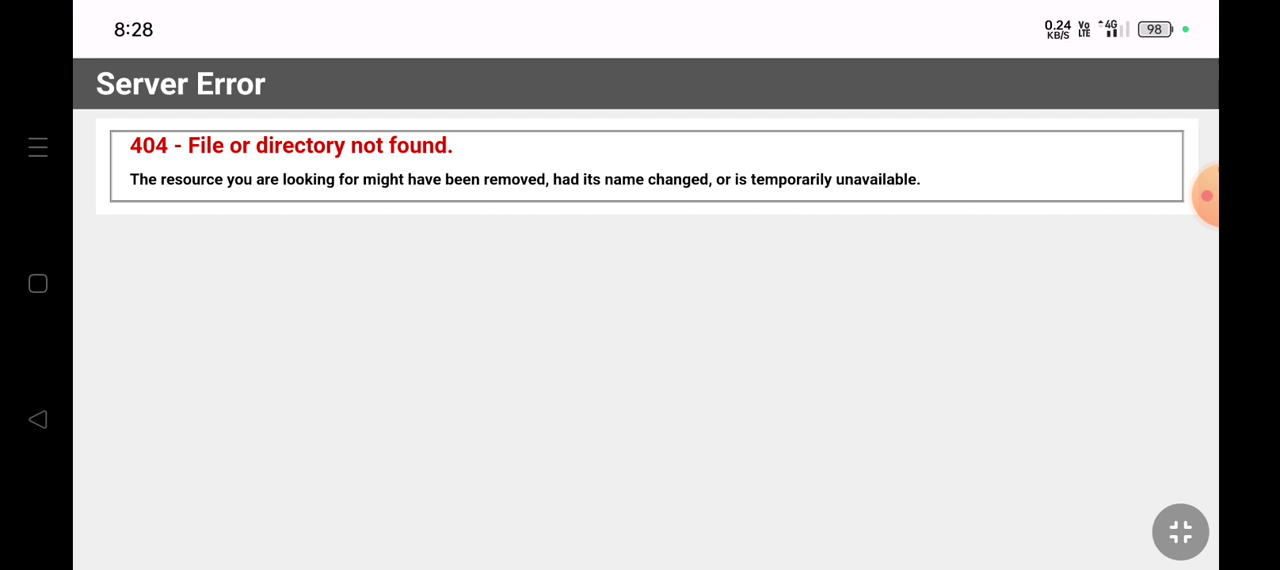 8:28
0.24 KB/S Vo LTE 4G 98
Server Error
404 - File or directory not found.
The resource you are looking for might have been removed, had its name changed, or is temporarily unavailable.